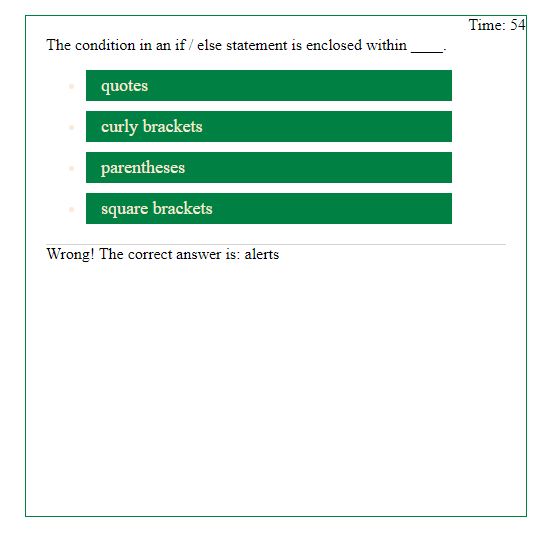 Time: 54
The condition in an if / else statement is enclosed within ____.
quotes
curly brackets
parentheses
square brackets
Wrong! The correct answer is: alerts